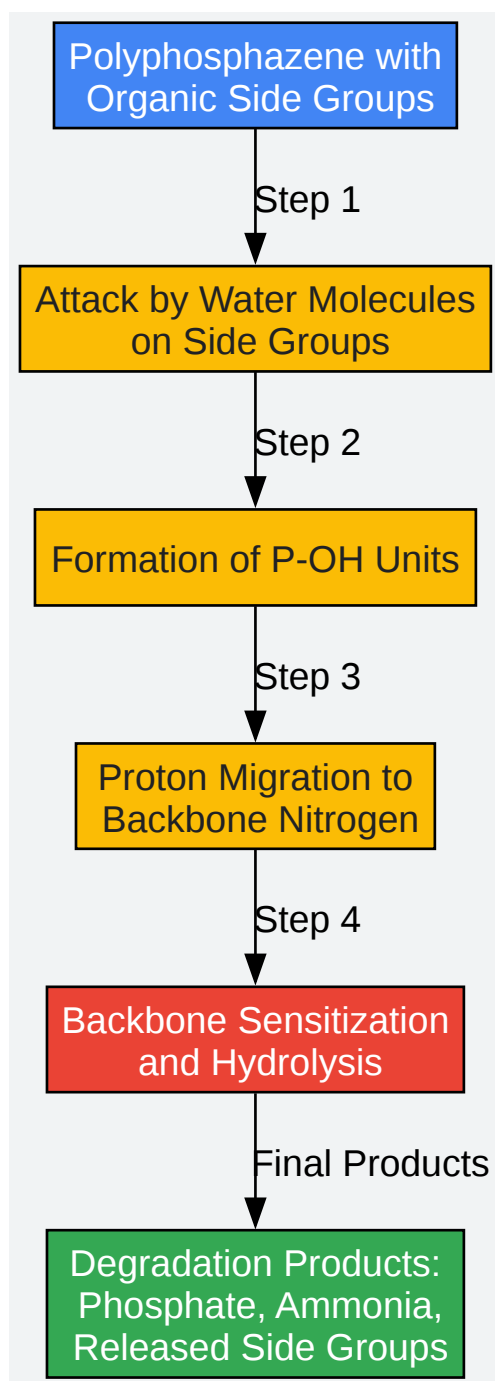 Polyphosphazene with
Organic Side Groups
Step 1
Attack by Water Molecules
on Side Groups
Step 2
Formation of P-OH Units
Step 3
Proton Migration to
Backbone Nitrogen
Step 4
Backbone Sensitization
and Hydrolysis
Final Products
Degradation Products:
Phosphate, Ammonia,
Released Side Groups